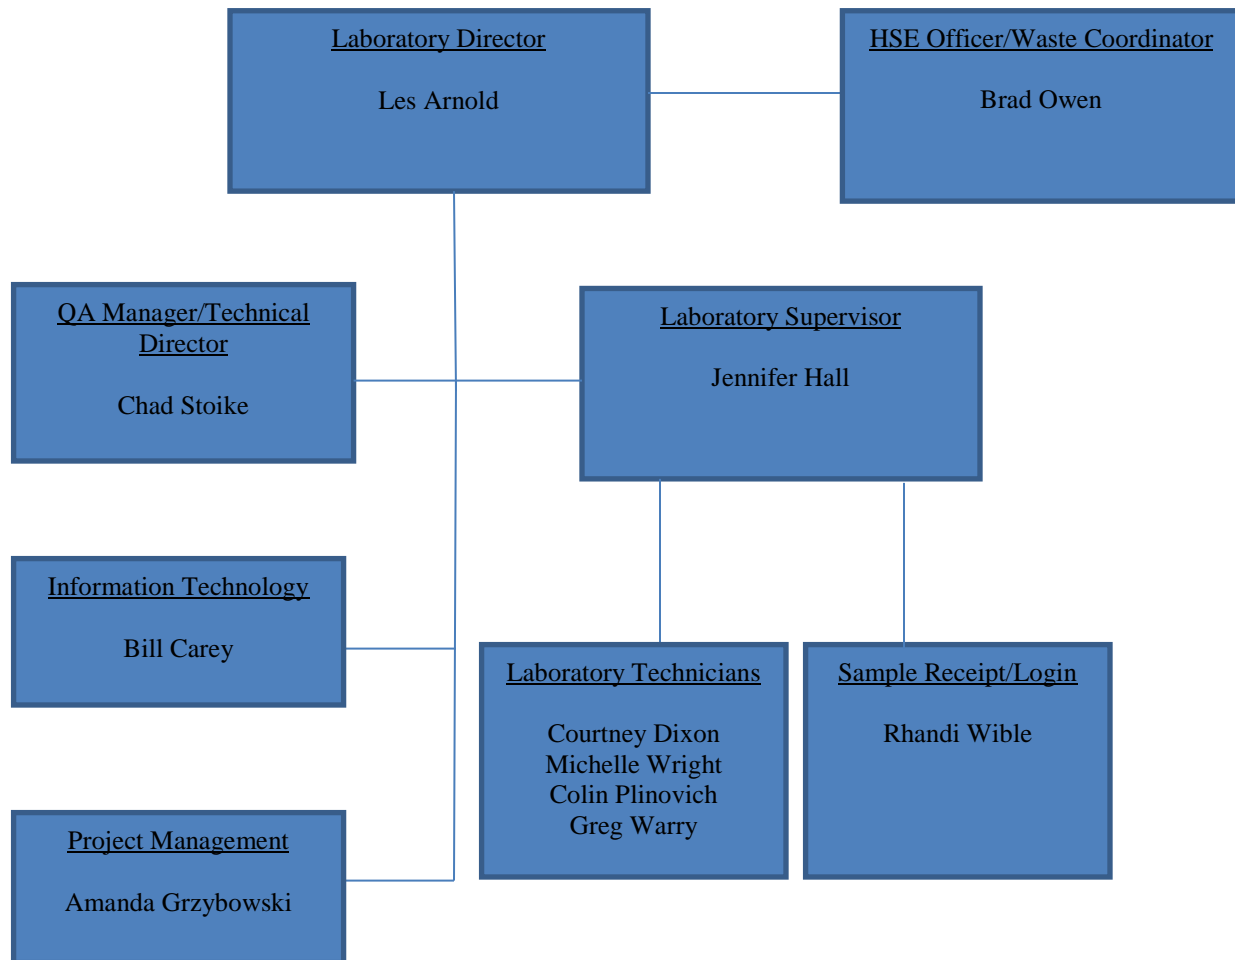 Laboratory Director
Les Arnold
HSE Officer/Waste Coordinator
Brad Owen
QA Manager/Technical
Director
Chad Stoike
Laboratory Supervisor
Jennifer Hall
Information Technology
Bill Carey
Laboratory Technicians
Courtney Dixon
Michelle Wright
Colin Plinovich
Greg Warry
Sample Receipt/Login
Rhandi Wible
Project Management
Amanda Grzybowski